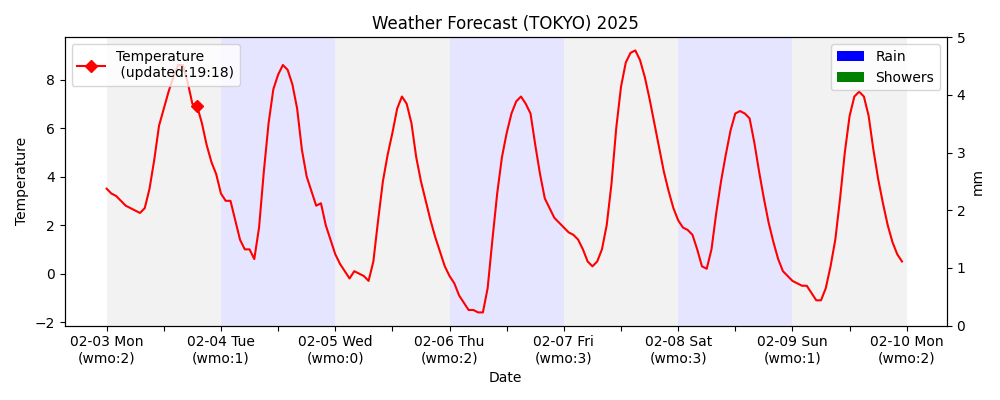 Weather Forecast (TOKYO) 2025
Temperature
(updated:19:18)
Rain
Showers
Temperature
8
6
4
2
0
−2
5
4
3
2
1
0
mm
02-03 Mon
(wmo:2)
02-04 Tue
(wmo:1)
02-05 Wed
(wmo:0)
02-06 Thu
(wmo:2)
02-07 Fri
(wmo:3)
02-08 Sat
(wmo:3)
02-09 Sun
(wmo:1)
02-10 Mon
(wmo:2)
Date